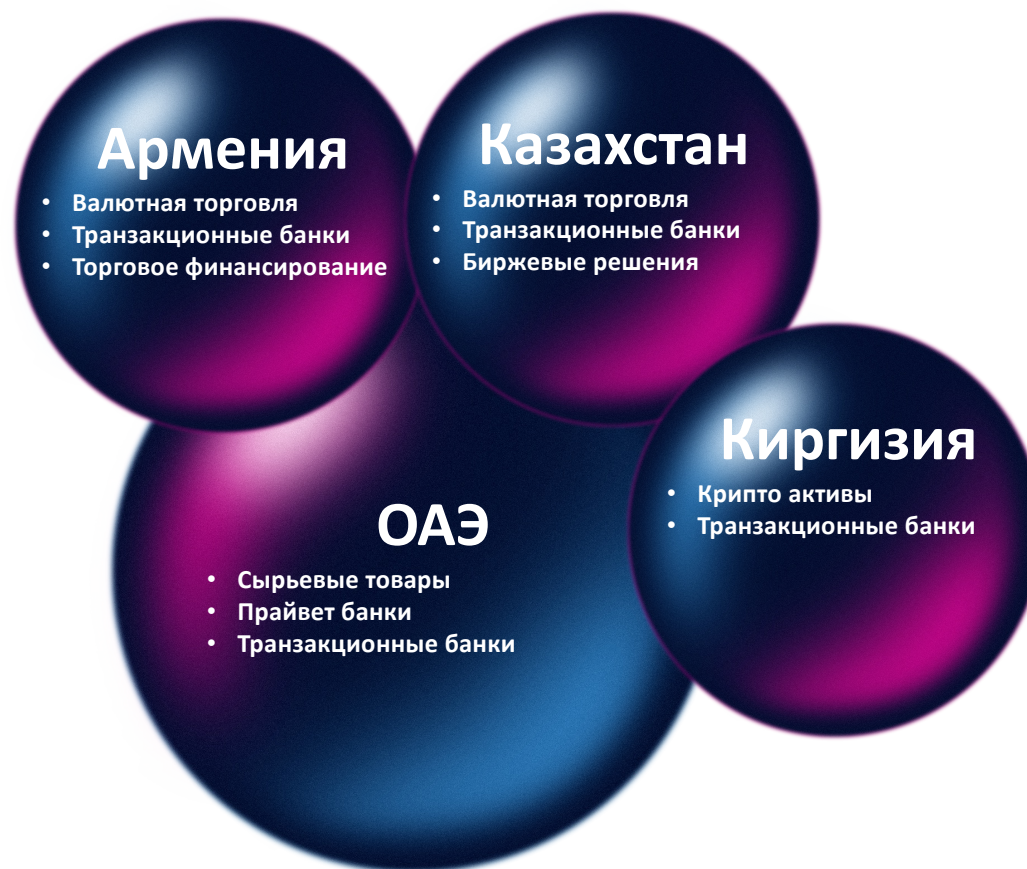 Армения
• Валютная торговля
• Транзакционные банки
• Торговое финансирование
Казахстан
• Валютная торговля
• Транзакционные банки
• Биржевые решения
Киргизия
• Крипто активы
• Транзакционные банки
ОАЭ
• Сырьевые товары
• Прайвет банки
• Транзакционные банки